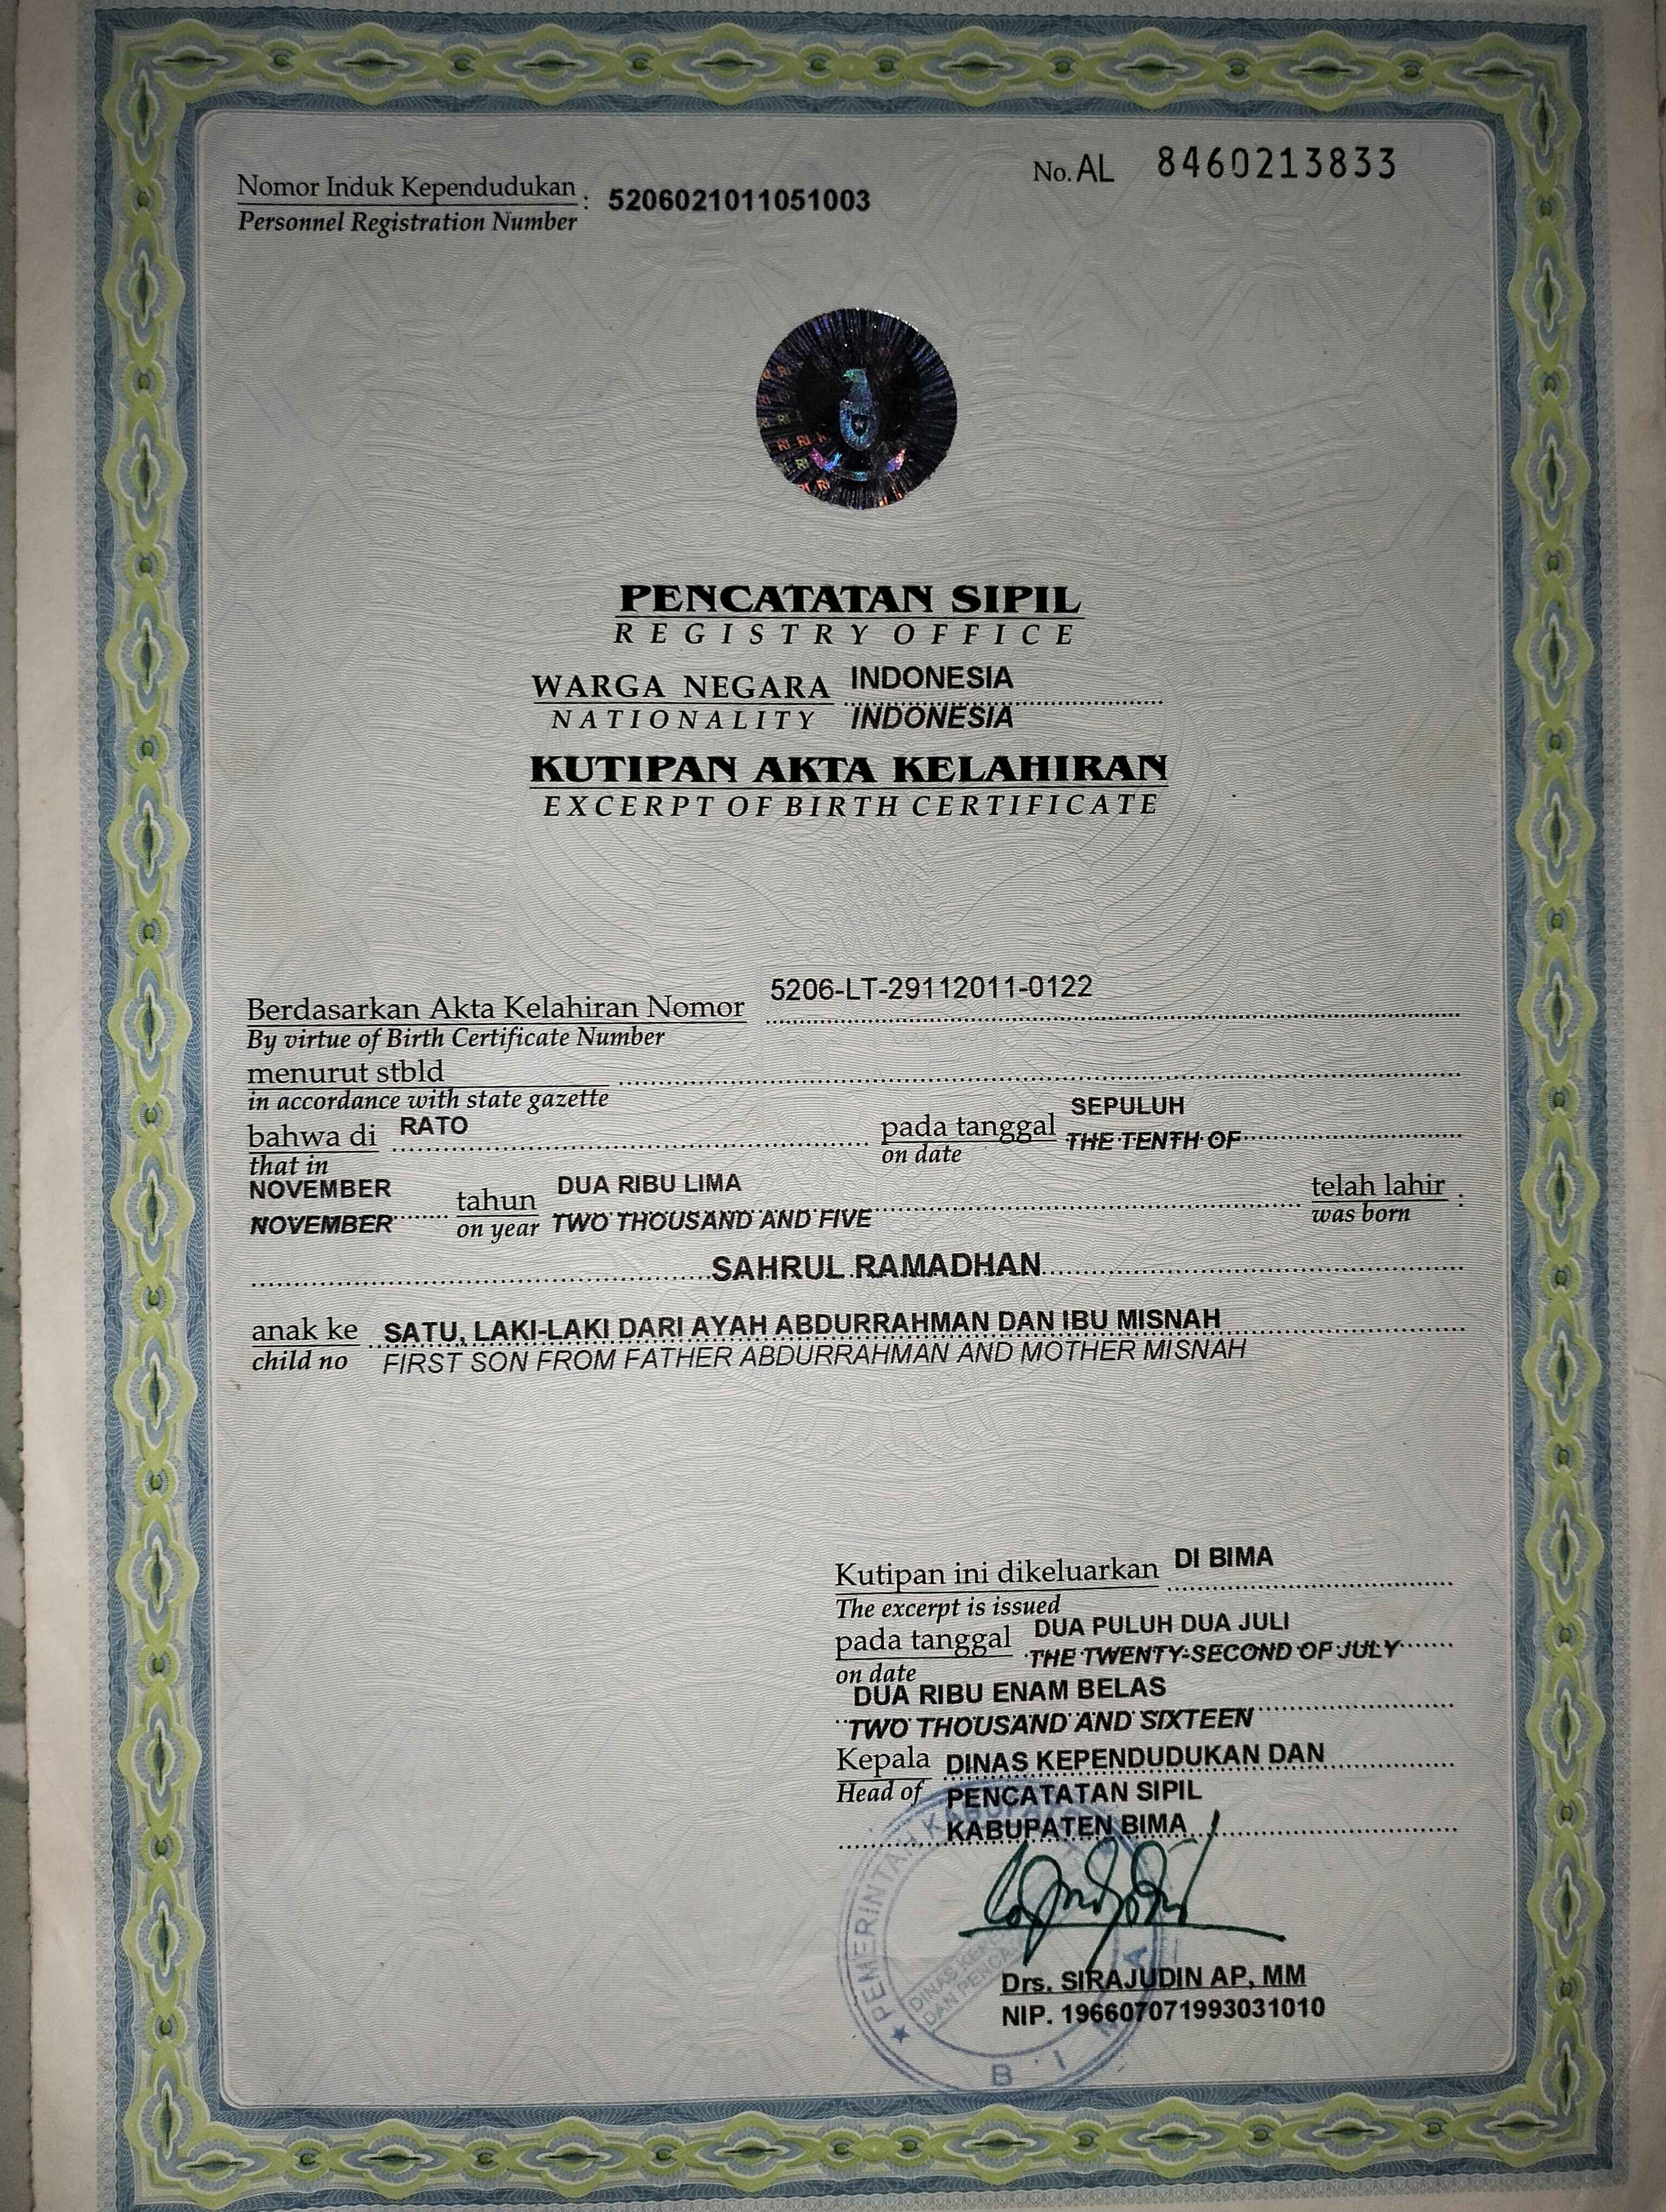 No. AL 8460213833
Nomor Induk Kependudukan : 5206021011051003
Personnel Registration Number
PENCATATAN SIPIL
REGISTRY OFFICE
WARGA NEGARA INDONESIA
NATIONALITY INDONESIA
KUTIPAN AKTA KELAHIRAN
EXCERPT OF BIRTH CERTIFICATE
Berdasarkan Akta Kelahiran Nomor 5206-LT-29112011-0122
By virtue of Birth Certificate Number
menurut stbld
in accordance with state gazette
bahwa di RATO pada tanggal SEPULUH
that in on date THE TENTH OF
NOVEMBER tahun DUA RIBU LIMA telah lahir :
NOVEMBER on year TWO THOUSAND AND FIVE was born
SAHRUL RAMADHAN
anak ke SATU, LAKI-LAKI DARI AYAH ABDURRAHMAN DAN IBU MISNAH
child no FIRST SON FROM FATHER ABDURRAHMAN AND MOTHER MISNAH
Kutipan ini dikeluarkan DI BIMA
The excerpt is issued
pada tanggal DUA PULUH DUA JULI
on date THE TWENTY-SECOND OF JULY
DUA RIBU ENAM BELAS
TWO THOUSAND AND SIXTEEN
Kepala DINAS KEPENDUDUKAN DAN
Head of PENCATATAN SIPIL
KABUPATEN BIMA
PEMERINTAH KABUPATEN
DINAS
DAN
B I M A
Drs. SIRAJUDIN AP, MM
NIP. 196607071993031010